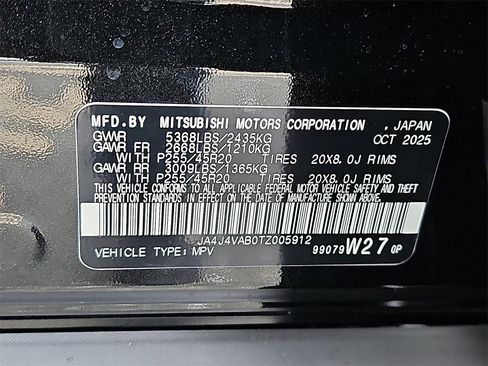 MFD.BY MITSUBISHI MOTORS CORPORATION , JAPAN
GVWR 5368LBS/2435KG OCT 2025
GAWR FR 2668LBS/1210KG
WITH P255/45R20 TIRES 20X8.0J RIMS
GAWR RR 3009LBS/1365KG
WITH P255/45R20 TIRES 20X8.0J RIMS
THIS VEHICLE CONFORMS TO ALL APPLICABLE FEDERAL MOTOR VEHICLE SAFETY AND
THEFT PREVENTION STANDARDS IN EFFECT ON THE DATE OF MANUFACTURE SHOWN ABOVE.
JA4J4VAB0TZ005912
VEHICLE TYPE: MPV 99079W27QP